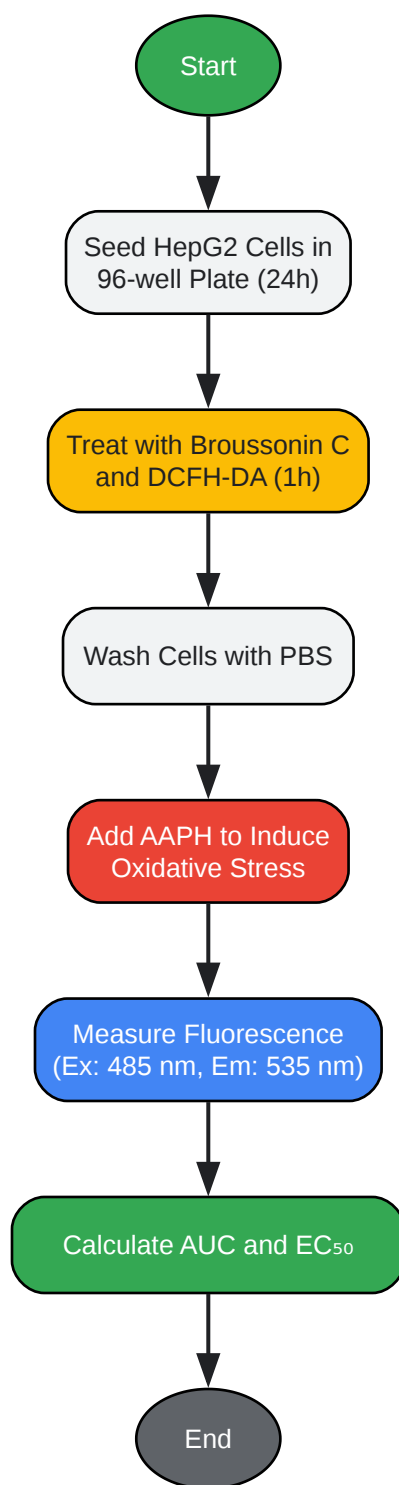 Start
Seed HepG2 Cells in
96-well Plate (24h)
Treat with Broussonin C
and DCFH-DA (1h)
Wash Cells with PBS
Add AAPH to Induce
Oxidative Stress
Measure Fluorescence
(Ex: 485 nm, Em: 535 nm)
Calculate AUC and EC₅₀
End